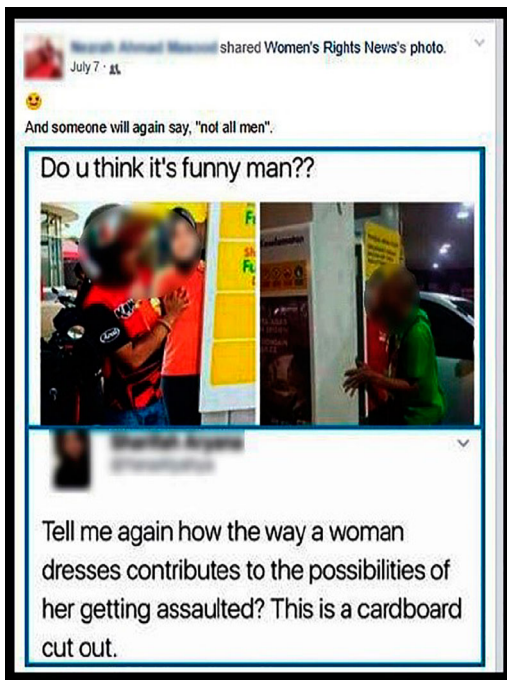 shared Women's Rights News's photo.
July 7
And someone will again say, "not all men".
Do u think it's funny man??
Tell me again how the way a woman
dresses contributes to the possibilities of
her getting assaulted? This is a cardboard
cut out.